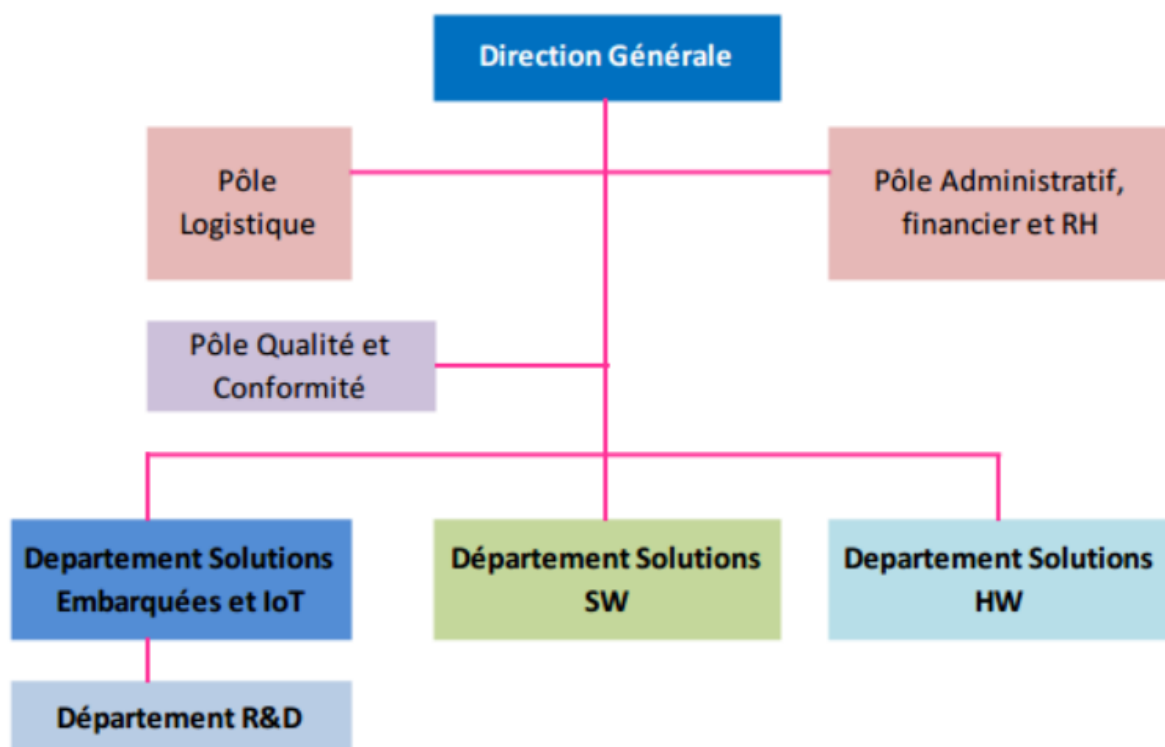 Direction Générale
Pôle
Logistique
Pôle Administratif,
financier et RH
Pôle Qualité et
Conformité
Departement Solutions
Embarquées et IoT
Département Solutions
SW
Departement Solutions
HW
Département R&D